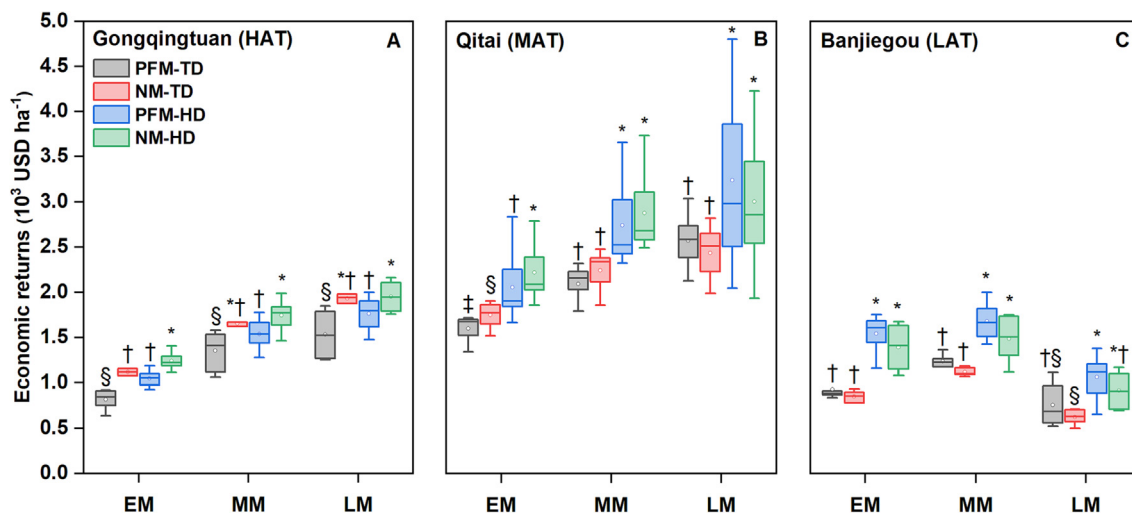 Economic returns (10³ USD ha⁻¹)
5.0
4.5
4.0
3.5
3.0
2.5
2.0
1.5
1.0
0.5
0.0
Gongqingtuan (HAT) A
PFM-TD
NM-TD
PFM-HD
NM-HD
§ † † *
§ *† † *
§ *† † *
EM MM LM
Qitai (MAT) B
‡ § † *
† † * *
† † * *
EM MM LM
Banjiegou (LAT) C
† † * *
† † * *
†§ § * *†
EM MM LM